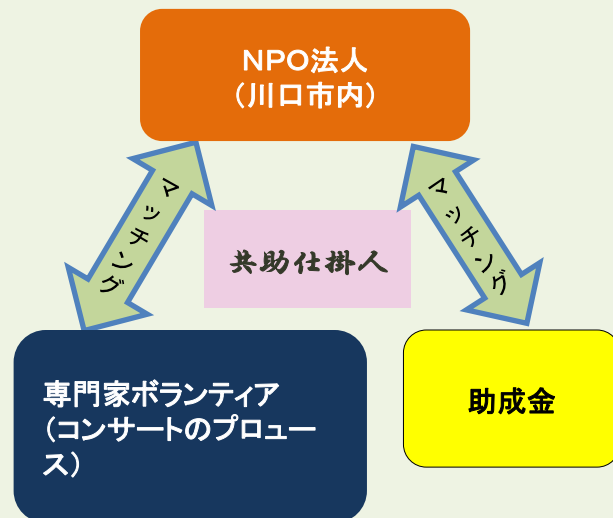 NPO法人
（川口市内）
マッチング
マッチング
共助仕掛人
専門家ボランティア
（コンサートのプロュー
ス）
助成金